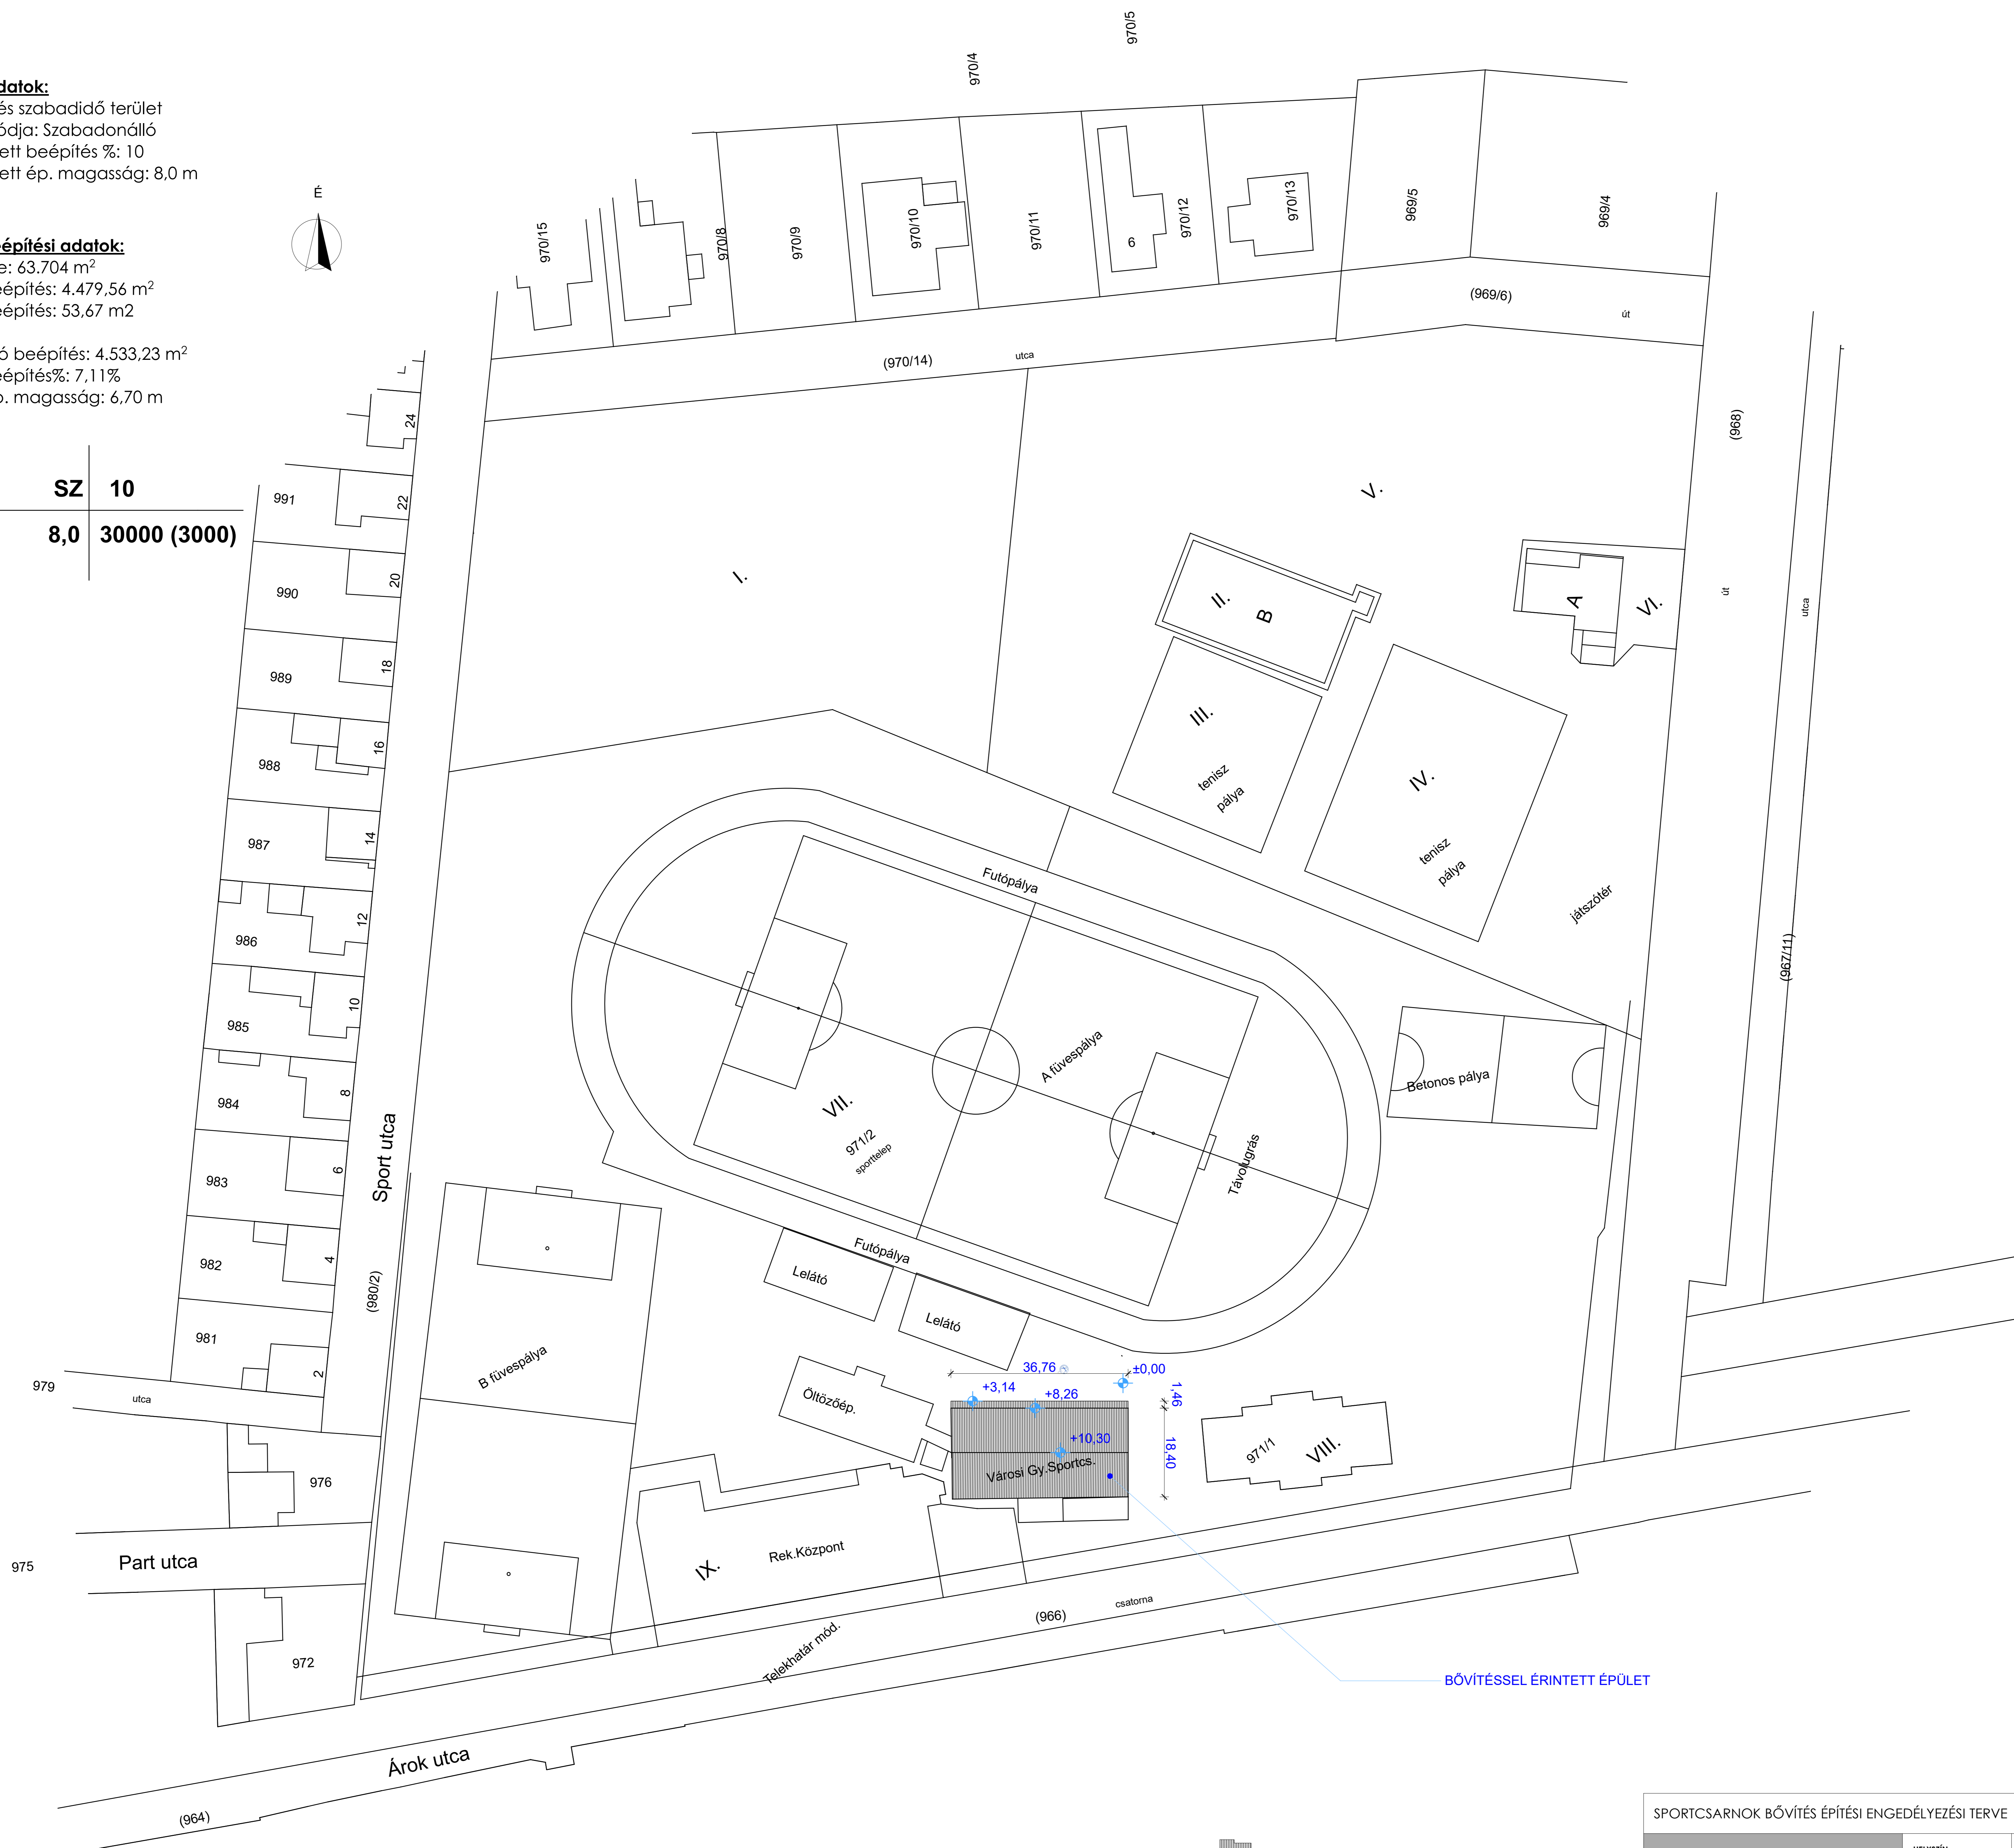 datok:
és szabadidő terület
ódja: Szabadonálló
ett beépítés %: 10
ett ép. magasság: 8,0 m
eépítési adatok:
e: 63.704 m²
eépítés: 4.479,56 m²
eépítés: 53,67 m2
ó beépítés: 4.533,23 m²
eépítés%: 7,11%
p. magasság: 6,70 m
SZ 10
8,0 30000 (3000)
É
970/5
970/4
970/15
970/8
970/9
970/10
970/11
6
970/12
970/13
969/5
969/4
(969/6)
út
(970/14)
utca
(968)
út
utca
(967/11)
24
991
22
990
20
989
18
988
16
987
14
986
12
985
10
984
8
983
6
982
4
981
2
Sport utca
(980/2)
979
utca
976
975
Part utca
972
I.
V.
II.
B
A
VI.
III.
tenisz
pálya
IV.
tenisz
pálya
játszótér
Futópálya
A füvespálya
VII.
971/2
sporttelep
Távolugrás
Betonos pálya
Futópálya
Lelátó
Lelátó
B füvespálya
Öltözőép.
36,76
±0,00
+3,14
+8,26
1,46
+10,30
18,40
Városi Gy.Sportcs.
971/1
VIII.
IX.
Rek.Központ
(966)
csatorna
Telekhatár mód.
BŐVÍTÉSSEL ÉRINTETT ÉPÜLET
Árok utca
(964)
SPORTCSARNOK BŐVÍTÉS ÉPÍTÉSI ENGEDÉLYEZÉSI TERVE